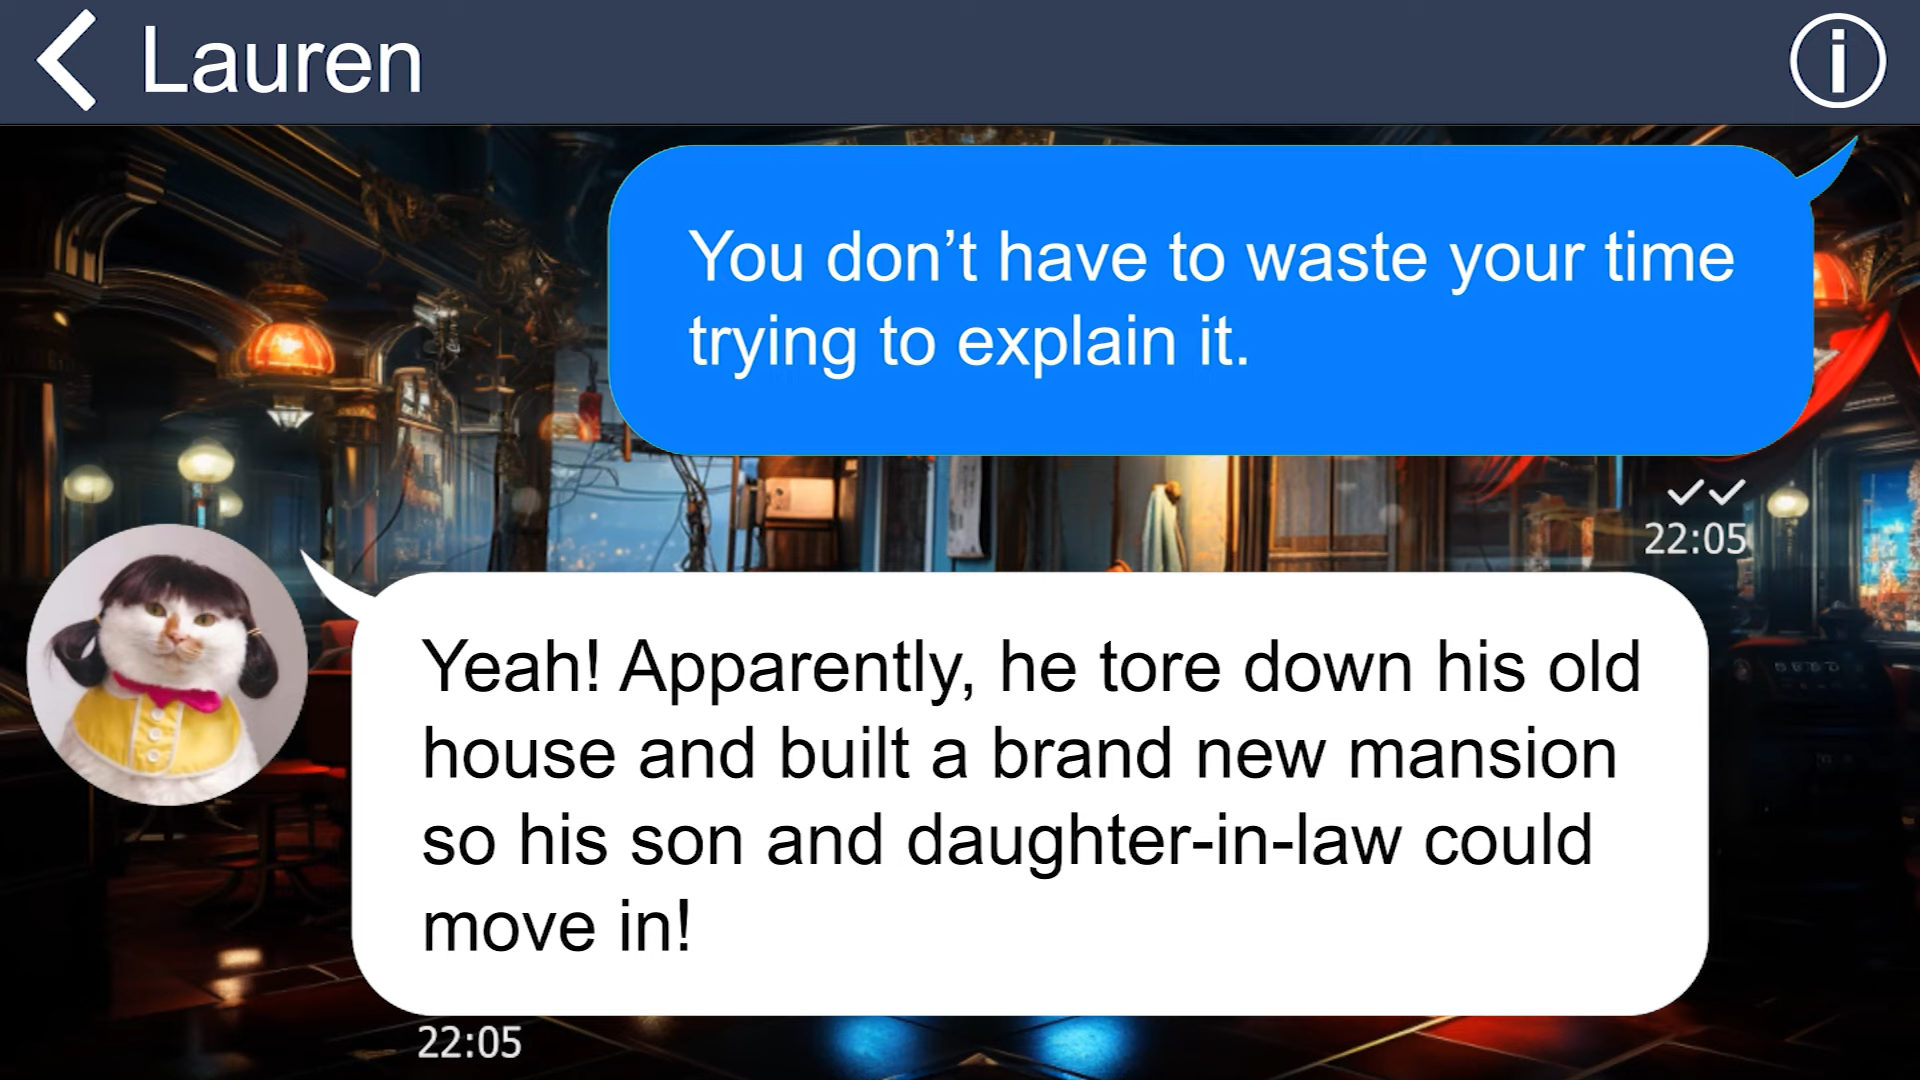 Lauren
You don’t have to waste your time
trying to explain it.
22:05
Yeah! Apparently, he tore down his old
house and built a brand new mansion
so his son and daughter-in-law could
move in!
22:05